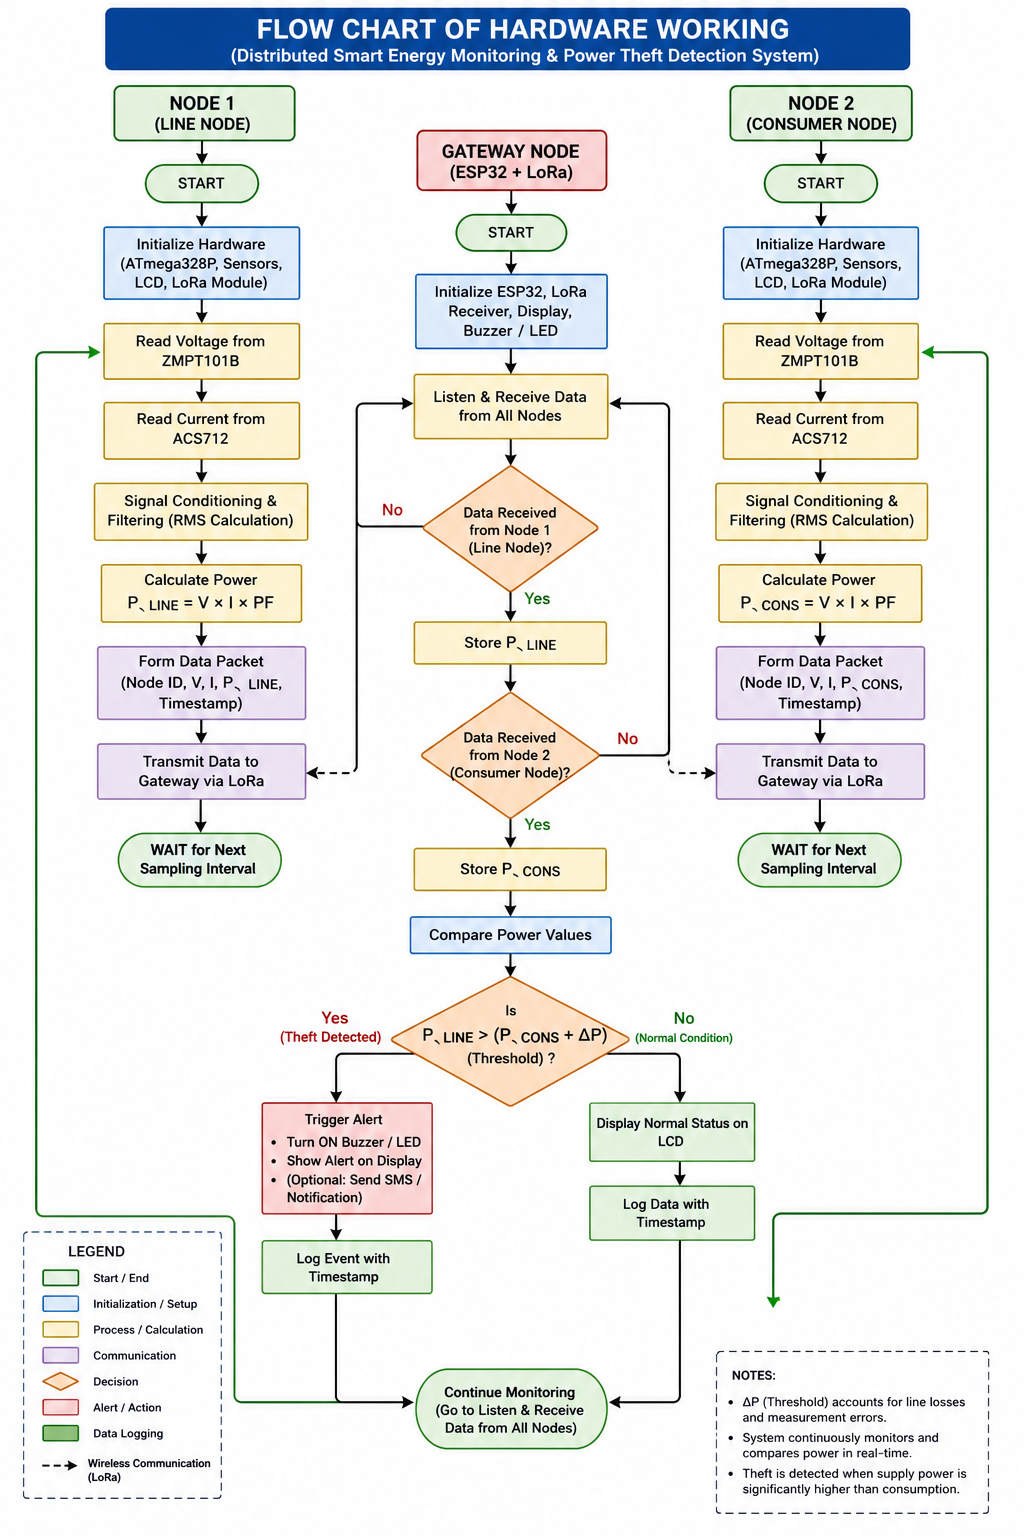 FLOW CHART OF HARDWARE WORKING
(Distributed Smart Energy Monitoring & Power Theft Detection System)
NODE 1
(LINE NODE)
START
Initialize Hardware
(ATmega328P, Sensors,
LCD, LoRa Module)
Read Voltage from
ZMPT101B
Read Current from
ACS712
Signal Conditioning &
Filtering (RMS Calculation)
Calculate Power
P﹑LINE = V × I × PF
Form Data Packet
(Node ID, V, I, P﹑LINE,
Timestamp)
Transmit Data to
Gateway via LoRa
WAIT for Next
Sampling Interval
GATEWAY NODE
(ESP32 + LoRa)
START
Initialize ESP32, LoRa
Receiver, Display,
Buzzer / LED
Listen & Receive Data
from All Nodes
Data Received
from Node 1
(Line Node)?
No
Yes
Store P﹑LINE
Data Received
from Node 2
(Consumer Node)?
No
Yes
Store P﹑CONS
Compare Power Values
Is
P﹑LINE > (P﹑CONS + ΔP)
(Threshold) ?
Yes
(Theft Detected)
No
(Normal Condition)
Trigger Alert
• Turn ON Buzzer / LED
• Show Alert on Display
• (Optional: Send SMS /
Notification)
Log Event with
Timestamp
Display Normal Status on
LCD
Log Data with
Timestamp
Continue Monitoring
(Go to Listen & Receive
Data from All Nodes)
NODE 2
(CONSUMER NODE)
START
Initialize Hardware
(ATmega328P, Sensors,
LCD, LoRa Module)
Read Voltage from
ZMPT101B
Read Current from
ACS712
Signal Conditioning &
Filtering (RMS Calculation)
Calculate Power
P﹑CONS = V × I × PF
Form Data Packet
(Node ID, V, I, P﹑CONS,
Timestamp)
Transmit Data to
Gateway via LoRa
WAIT for Next
Sampling Interval
LEGEND
Start / End
Initialization / Setup
Process / Calculation
Communication
Decision
Alert / Action
Data Logging
Wireless Communication
(LoRa)
NOTES:
• ΔP (Threshold) accounts for line losses
and measurement errors.
• System continuously monitors and
compares power in real-time.
• Theft is detected when supply power is
significantly higher than consumption.